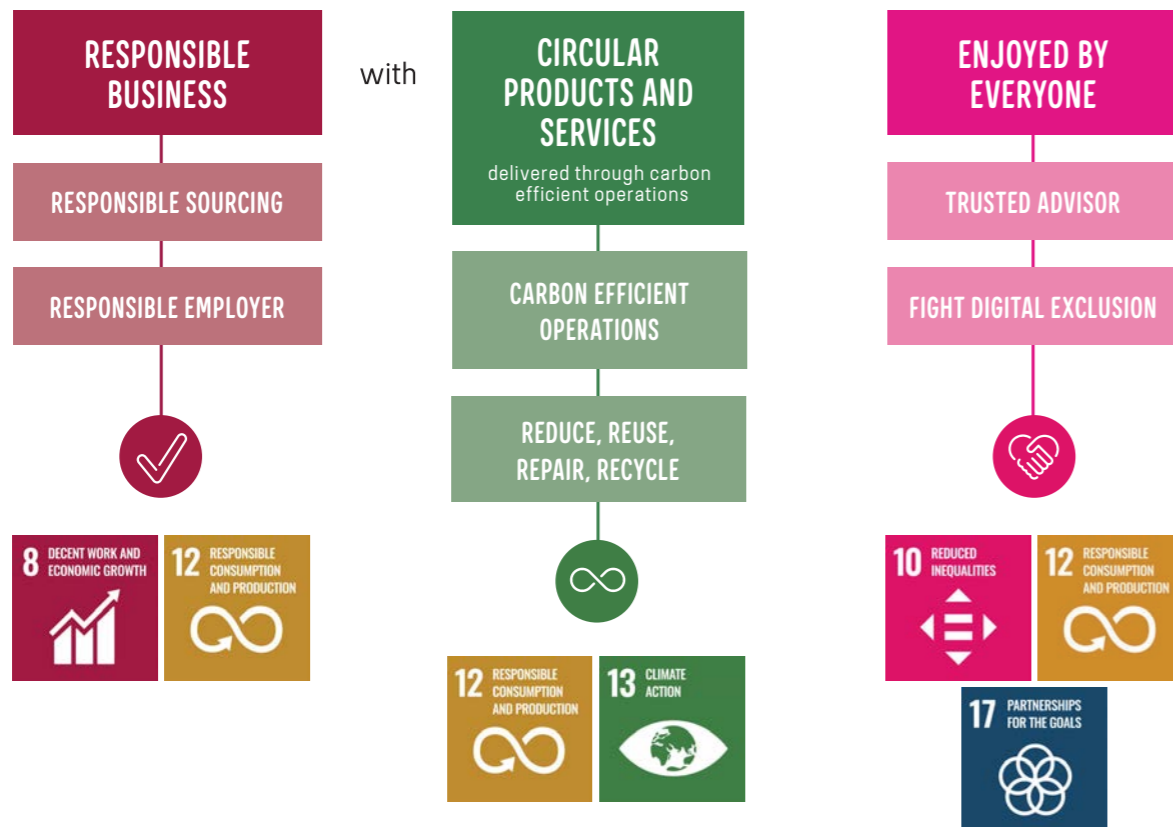 RESPONSIBLE
BUSINESS
RESPONSIBLE SOURCING
RESPONSIBLE EMPLOYER
8 DECENT WORK AND
ECONOMIC GROWTH
12 RESPONSIBLE
CONSUMPTION
AND PRODUCTION
with
CIRCULAR
PRODUCTS AND
SERVICES
delivered through carbon
efficient operations
CARBON EFFICIENT
OPERATIONS
REDUCE, REUSE,
REPAIR, RECYCLE
12 RESPONSIBLE
CONSUMPTION
AND PRODUCTION
13 CLIMATE
ACTION
ENJOYED BY
EVERYONE
TRUSTED ADVISOR
FIGHT DIGITAL EXCLUSION
10 REDUCED
INEQUALITIES
12 RESPONSIBLE
CONSUMPTION
AND PRODUCTION
17 PARTNERSHIPS
FOR THE GOALS